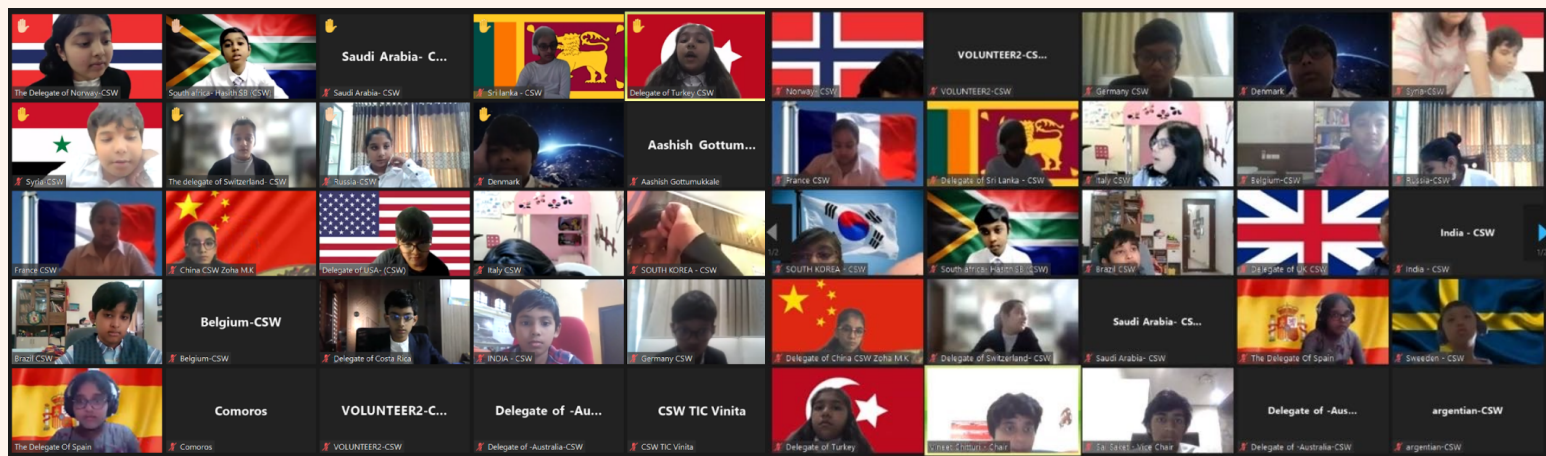 The Delegate of Norway-CSW
South africa- Hasith SB (CSW)
Saudi Arabia- C...
Saudi Arabia- CSW
Sri lanka - CSW
Delegate of Turkey CSW
Norway- CSW
VOLUNTEER2-CS...
VOLUNTEER2-CSW
Germany CSW
Denmark
Syria-CSW
Syria-CSW
The delegate of Switzerland- CSW
Russia-CSW
Denmark
Aashish Gottum...
Aashish Gottumukkale
France CSW
Delegate of Sri Lanka - CSW
Italy CSW
Belgium-CSW
Russia-CSW
France CSW
China CSW Zoha M.K
Delegate of USA- (CSW)
Italy CSW
SOUTH KOREA - CSW
1/2
SOUTH KOREA - CSW
South africa- Hasith SB (CSW)
Brazil CSW
Delegate of UK CSW
India - CSW
India - CSW
1/2
Brazil CSW
Belgium-CSW
Belgium-CSW
Delegate of Costa Rica
INDIA - CSW
Germany CSW
Delegate of China CSW Zoha M.K
Delegate of Switzerland- CSW
Saudi Arabia- CS...
Saudi Arabia- CSW
The Delegate Of Spain
Sweeden - CSW
The Delegate Of Spain
Comoros
Comoros
VOLUNTEER2-C...
VOLUNTEER2-CSW
Delegate of -Au...
Delegate of -Australia-CSW
CSW TIC Vinita
CSW TIC Vinita
Delegate of Turkey
Vineet Chitturi - Chair
Sai Saket - Vice Chair
Delegate of -Aus...
Delegate of -Australia-CSW
argentian-CSW
argentian-CSW